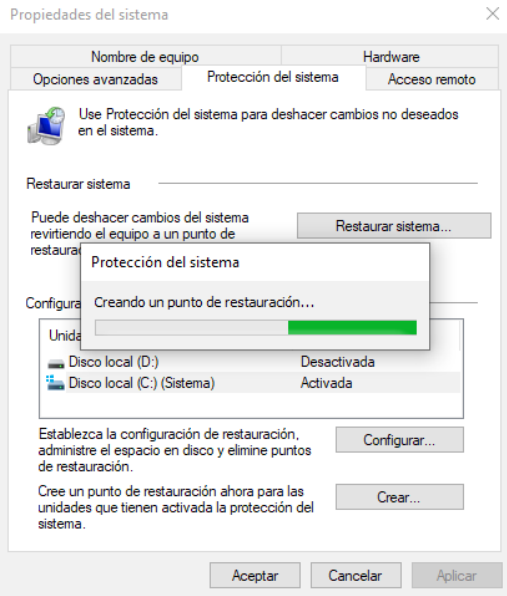 Propiedades del sistema
Nombre de equipo
Hardware
Opciones avanzadas
Protección del sistema
Acceso remoto
Use Protección del sistema para deshacer cambios no deseados
en el sistema.
Restaurar sistema
Puede deshacer cambios del sistema
revirtiendo el equipo a un punto de
restaurac
Restaurar sistema...
Protección del sistema
Creando un punto de restauración...
Configura
Unida
Disco local (D:) Desactivada
Disco local (C:) (Sistema) Activada
Establezca la configuración de restauración,
administre el espacio en disco y elimine puntos
de restauración.
Configurar...
Cree un punto de restauración ahora para las
unidades que tienen activada la protección del
sistema.
Crear...
Aceptar
Cancelar
Aplicar